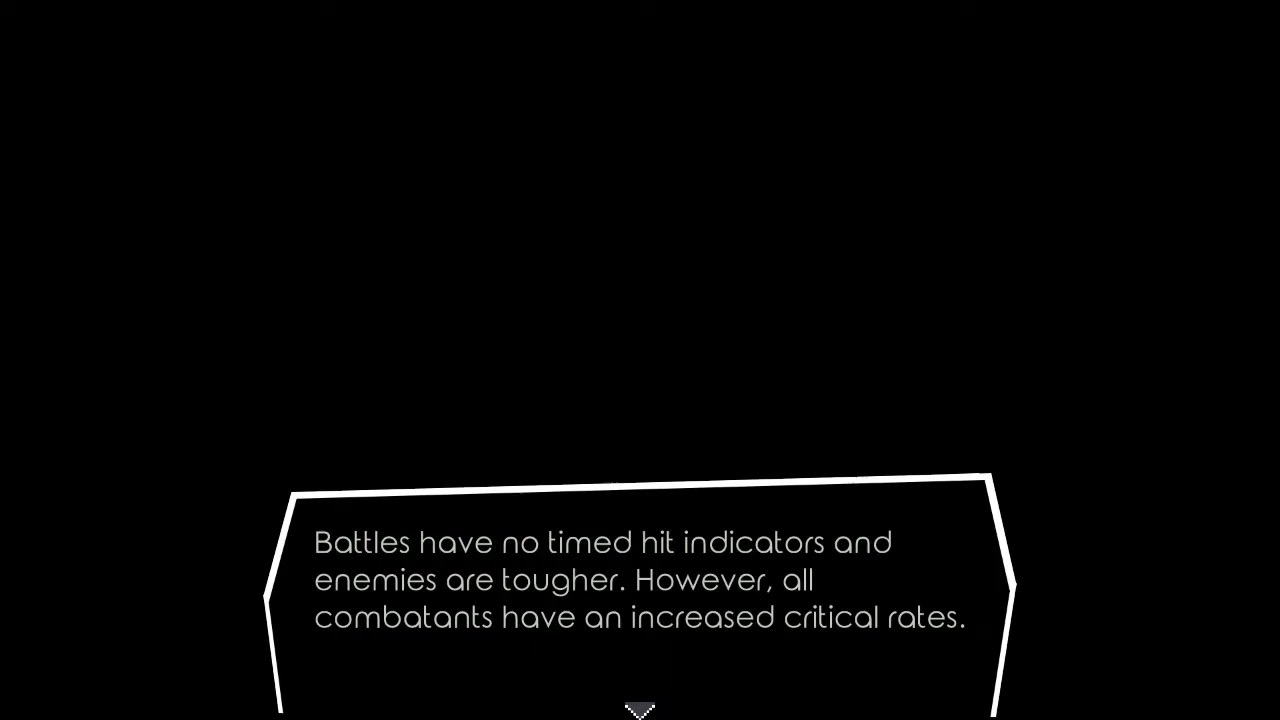 Battles have no timed hit indicators and
enemies are tougher. However, all
combatants have an increased critical rates.